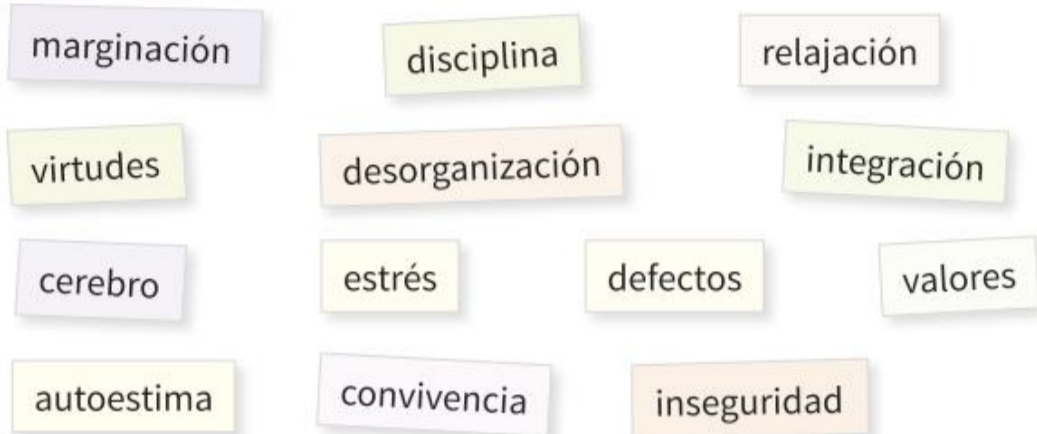 marginación disciplina relajación
virtudes desorganización integración
cerebro estrés defectos valores
autoestima convivencia inseguridad